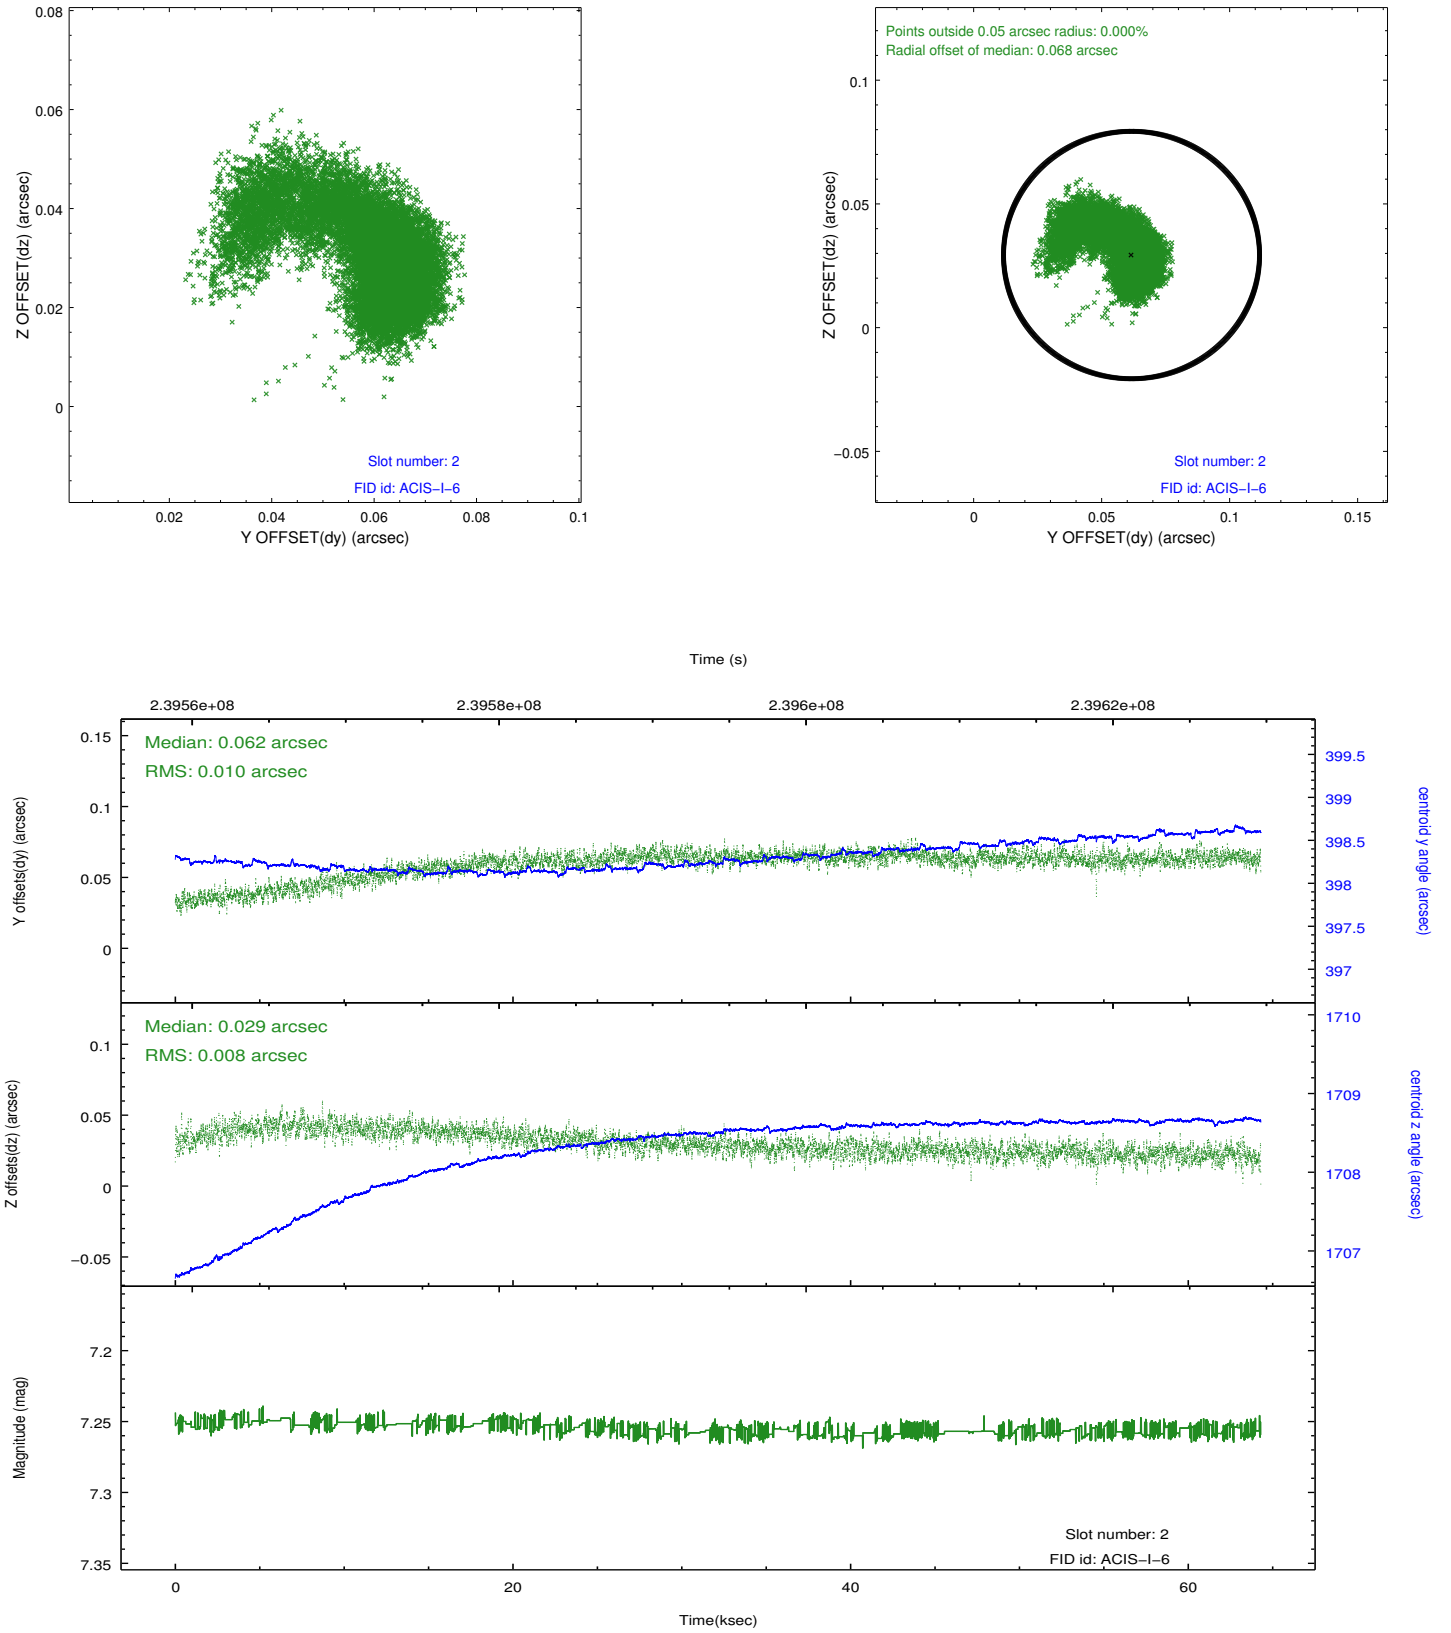 0.08
0.06
0.04
0.02
0
Z OFFSET(dz) (arcsec)
0.02
0.04
0.06
0.08
0.1
Y OFFSET(dy) (arcsec)
Slot number: 2
FID id: ACIS−I−6
Points outside 0.05 arcsec radius: 0.000%
Radial offset of median: 0.068 arcsec
0.1
0.05
0
−0.05
Z OFFSET(dz) (arcsec)
Slot number: 2
FID id: ACIS−I−6
0
0.05
0.1
0.15
Y OFFSET(dy) (arcsec)
Time (s)
2.3956e+08
2.3958e+08
2.396e+08
2.3962e+08
Median: 0.062 arcsec
RMS: 0.010 arcsec
0.15
0.1
0.05
0
Y offsets(dy) (arcsec)
399.5
399
398.5
398
397.5
397
centroid y angle (arcsec)
Median: 0.029 arcsec
RMS: 0.008 arcsec
0.1
0.05
0
−0.05
Z offsets(dz) (arcsec)
1710
1709
1708
1707
centroid z angle (arcsec)
7.2
7.25
7.3
7.35
Magnitude (mag)
Slot number: 2
FID id: ACIS−I−6
0
20
40
60
Time(ksec)